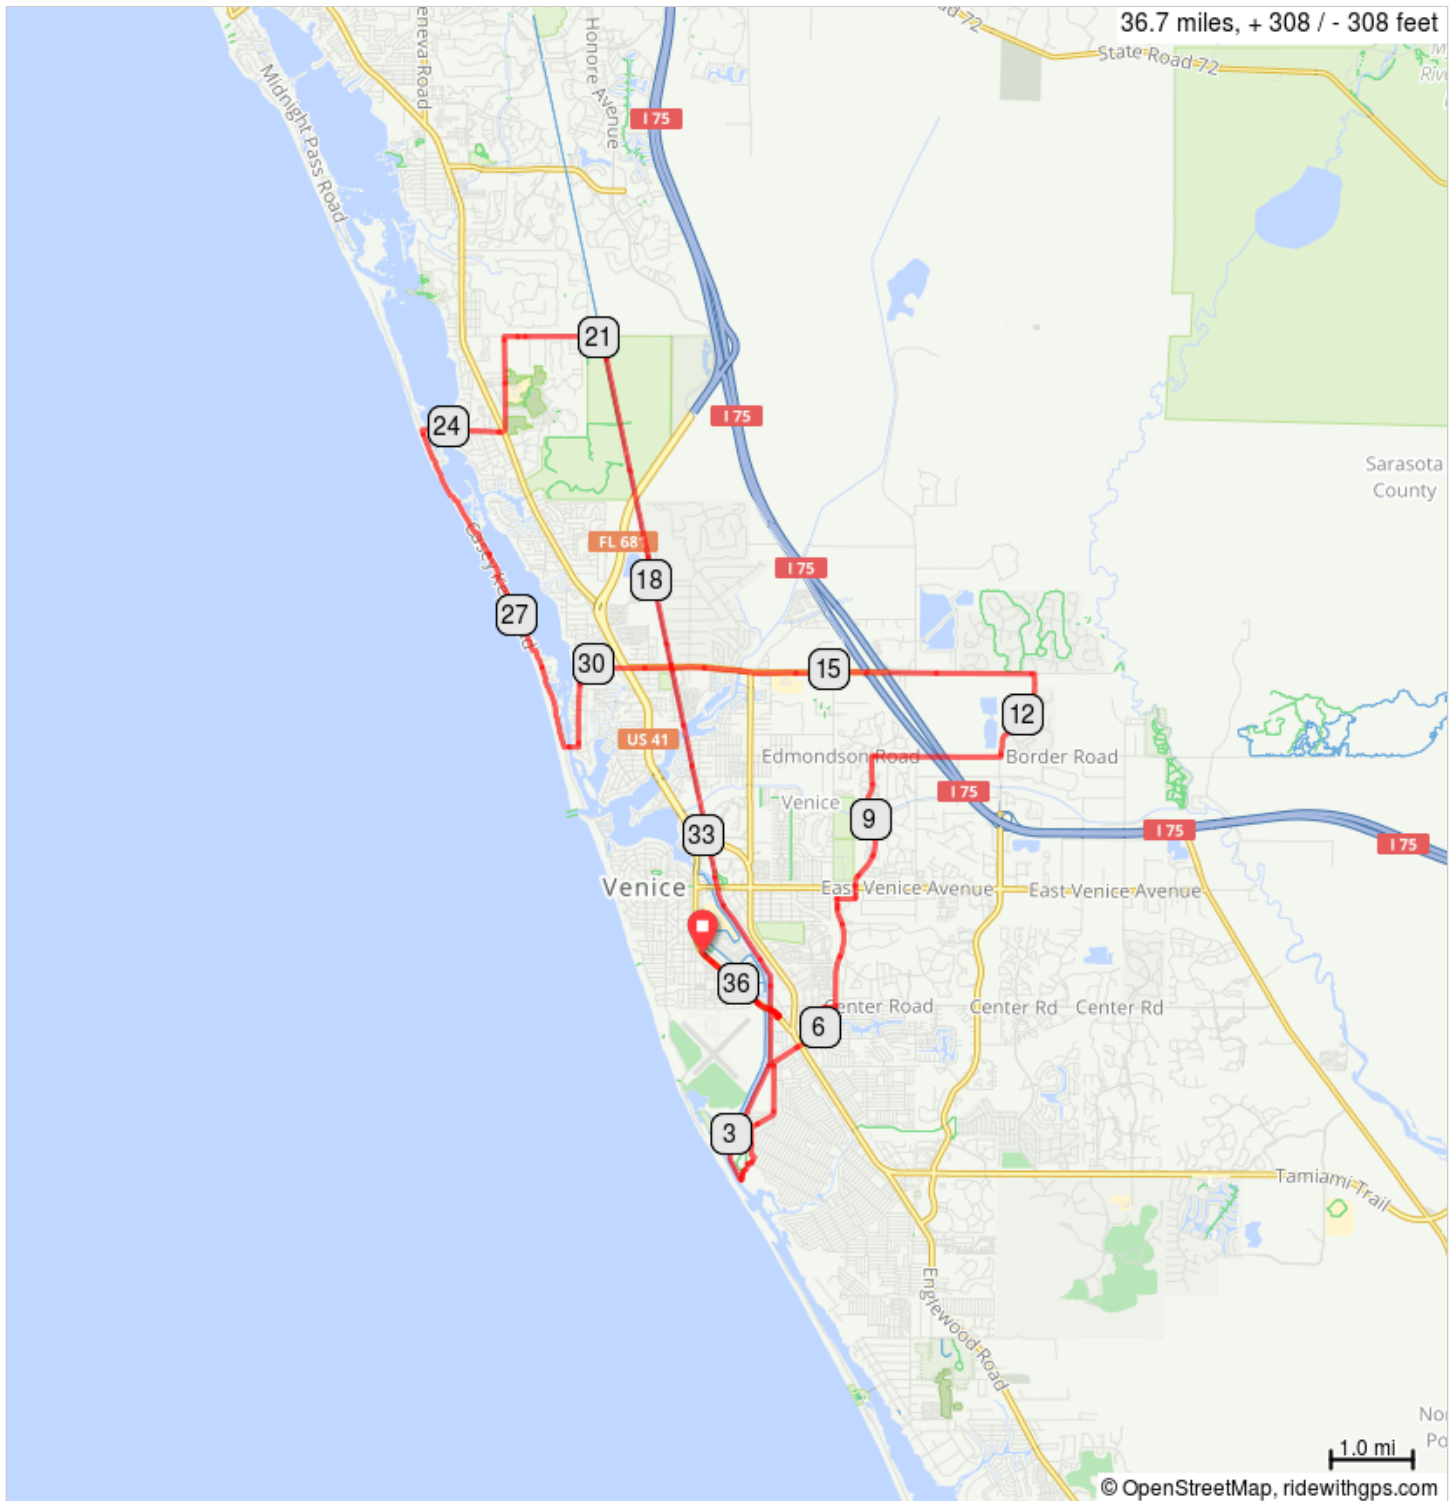 36.7 miles, + 308 / - 308 feet
State Road 72
Honore Avenue
Midnight Pass Road
I 75
21
I 75
24
Sarasota
County
FL 681
I 75
18
27
30
15
12
US 41
Edmondson Road
Border Road
I 75
Venice
9
I 75
33
I 75
Venice
East Venice Avenue
East Venice Avenue
36
Center Road
Center Rd
Center Rd
6
3
Tamiami Trail
Englewood Road
1.0 mi
© OpenStreetMap, ridewithgps.com